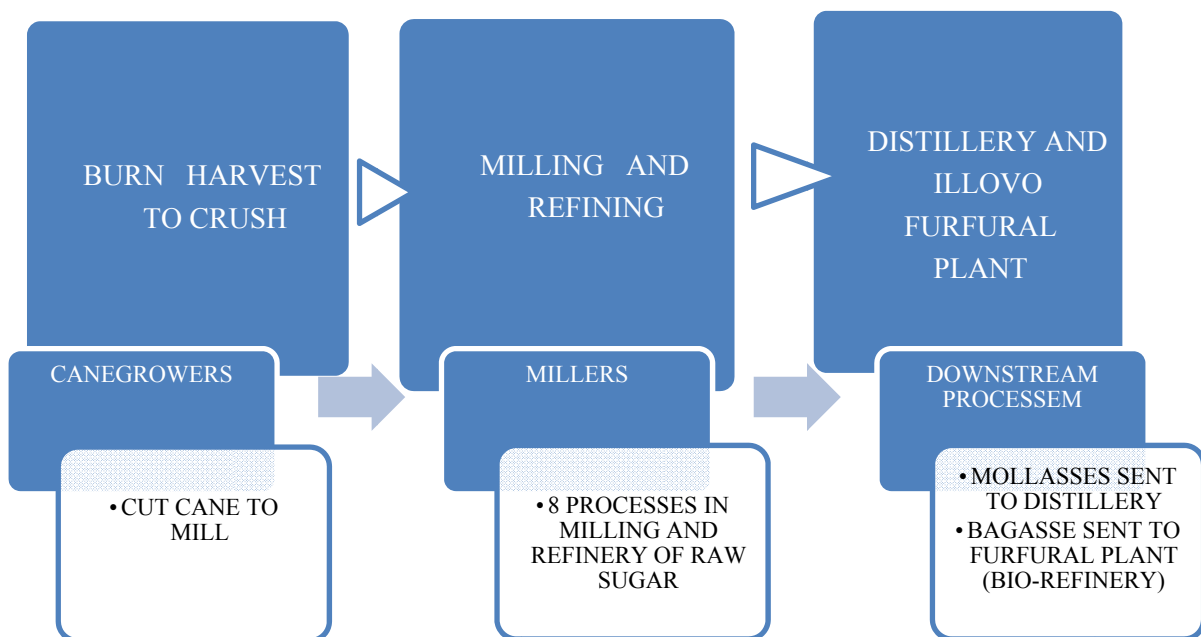 BURN HARVEST
TO CRUSH
MILLING AND
REFINING
DISTILLERY AND
ILLOVO
FURFURAL
PLANT
CANEGROWERS
• CUT CANE TO
MILL
MILLERS
• 8 PROCESSES IN
MILLING AND
REFINERY OF RAW
SUGAR
DOWNSTREAM
PROCESSEM
• MOLLASSES SENT
TO DISTILLERY
• BAGASSE SENT TO
FURFURAL PLANT
(BIO-REFINERY)